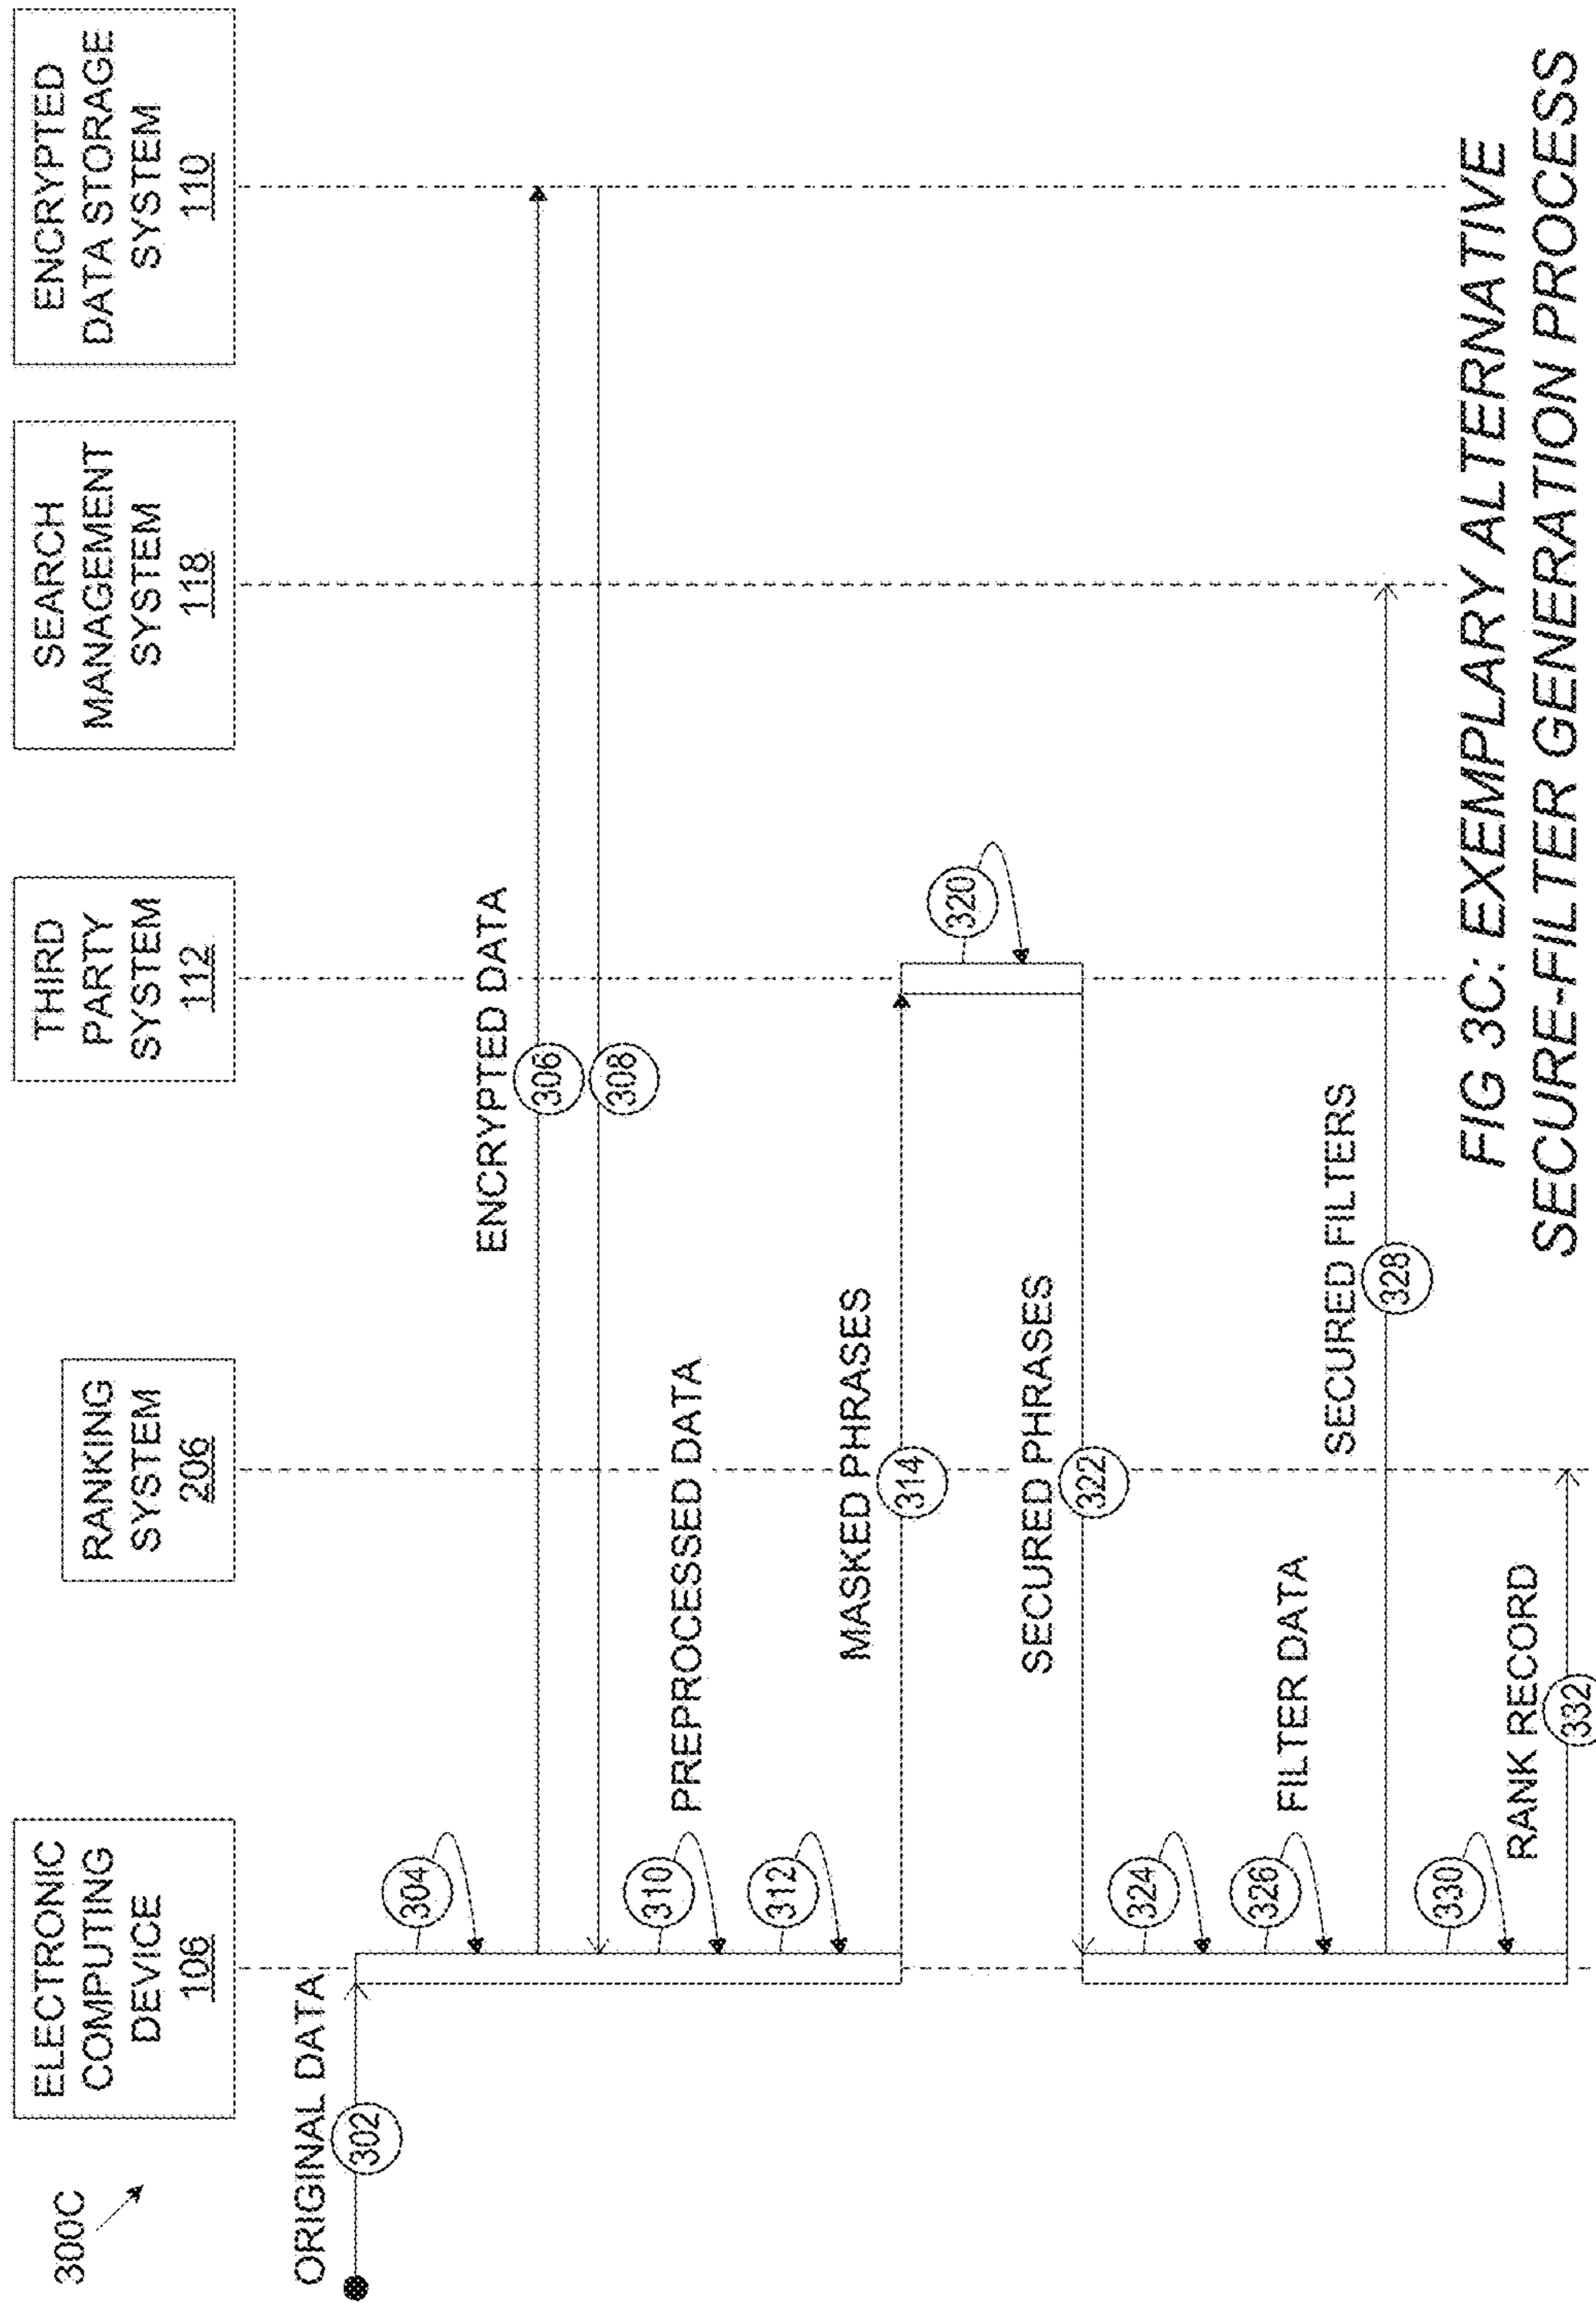 300C
ELECTRONIC
COMPUTING
DEVICE
106
RANKING
SYSTEM
206
THIRD
PARTY
SYSTEM
112
SEARCH
MANAGEMENT
SYSTEM
118
ENCRYPTED
DATA STORAGE
SYSTEM
110
ORIGINAL DATA
302
304
ENCRYPTED DATA
306
308
310
PREPROCESSED DATA
312
MASKED PHRASES
314
320
SECURED PHRASES
322
324
326
FILTER DATA
SECURED FILTERS
328
330
RANK RECORD
332
FIG 3C: EXEMPLARY ALTERNATIVE
SECURE-FILTER GENERATION PROCESS